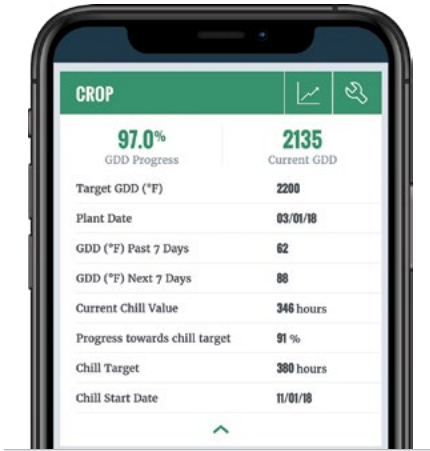 CROP
97.0% 2135
GDD Progress Current GDD
Target GDD (°F) 2200
Plant Date 03/01/18
GDD (°F) Past 7 Days 62
GDD (°F) Next 7 Days 88
Current Chill Value 346 hours
Progress towards chill target 91 %
Chill Target 380 hours
Chill Start Date 11/01/18